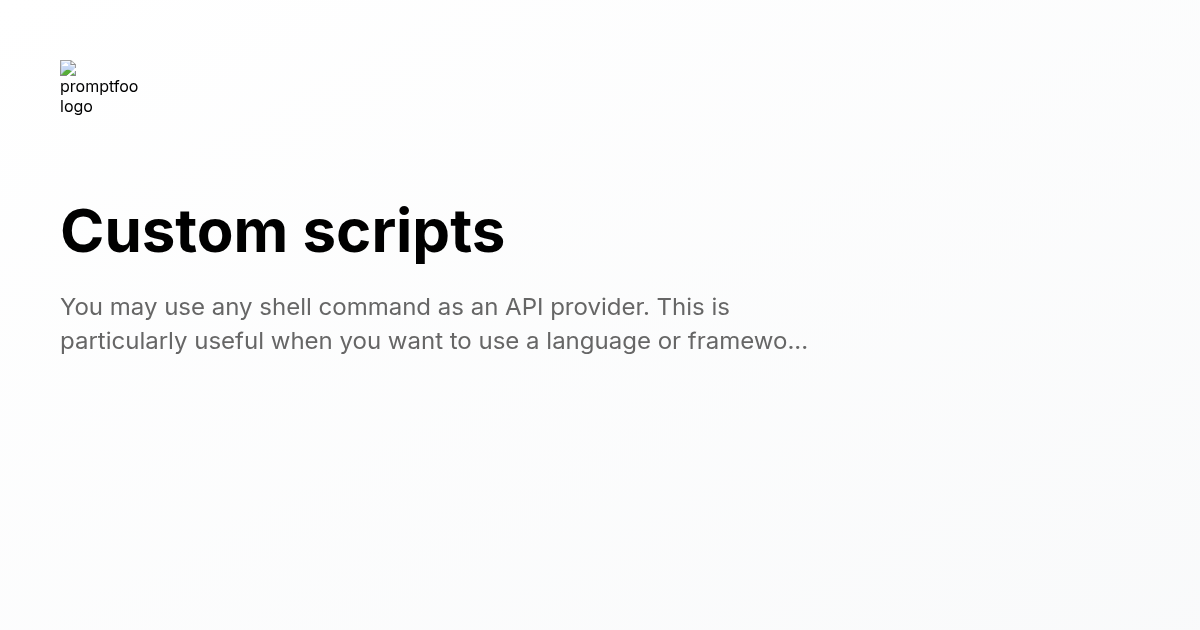 promptfoo
logo
Custom scripts
You may use any shell command as an API provider. This is
particularly useful when you want to use a language or framewo...